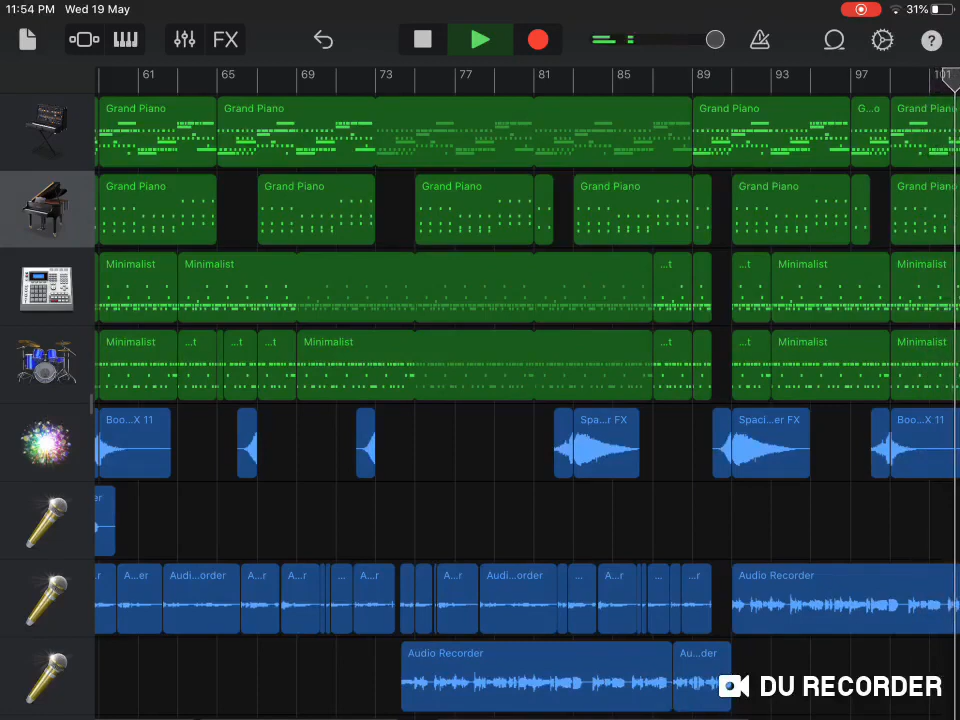 11:54 PM Wed 19 May 31%
FX ?
61 65 69 73 77 81 85 89 93 97 101
Grand Piano Grand Piano Grand Piano G...o Grand Piano
Grand Piano Grand Piano Grand Piano Grand Piano Grand Piano Grand Piano
Minimalist Minimalist ...t ...t Minimalist Minimalist
Minimalist ...t ...t ...t Minimalist ...t ...t Minimalist Minimalist
Boo...X 11 Spa...r FX Spaci...er FX Boo...X 11
er
...r A...er Audi...order A...r A...r ... A...r A...r Audi...order ... A...r ... ...r Audio Recorder
Audio Recorder Au...der
DU RECORDER